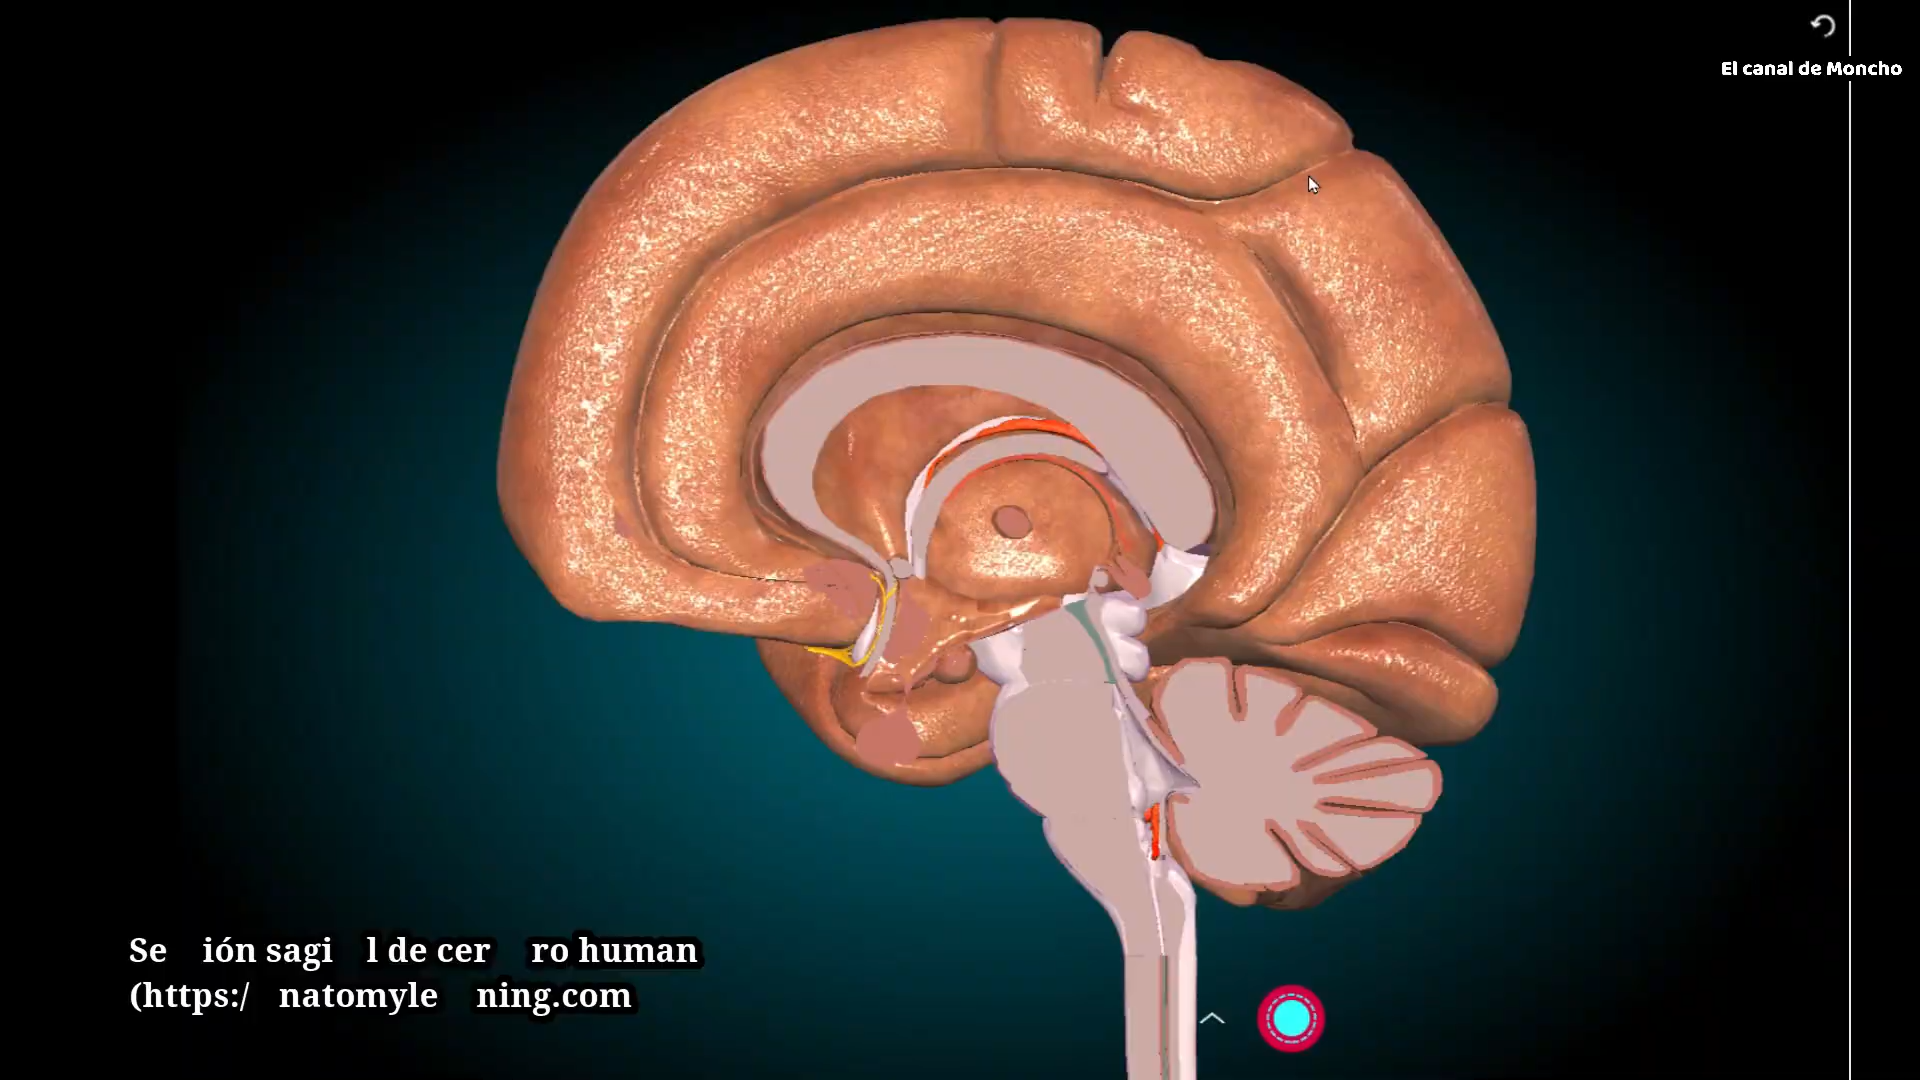 El canal de Moncho
Se ión sagi l de cer ro human
(https:/ natomyle ning.com